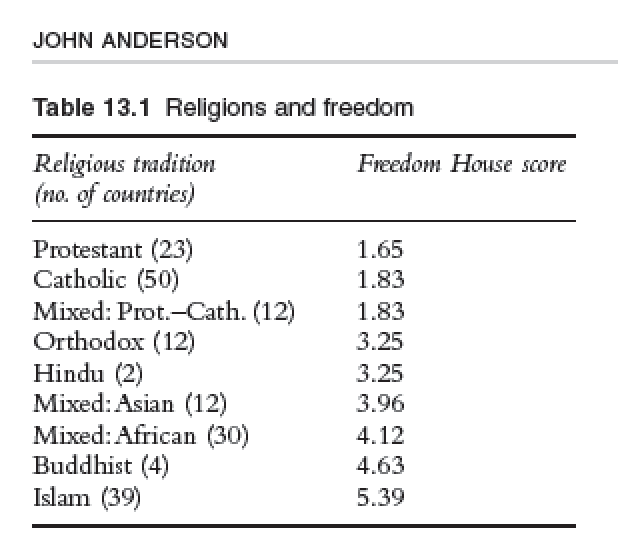 JOHN ANDERSON
Table 13.1 Religions and freedom
Religious tradition Freedom House score
(no. of countries)
Protestant (23) 1.65
Catholic (50) 1.83
Mixed: Prot.–Cath. (12) 1.83
Orthodox (12) 3.25
Hindu (2) 3.25
Mixed: Asian (12) 3.96
Mixed: African (30) 4.12
Buddhist (4) 4.63
Islam (39) 5.39